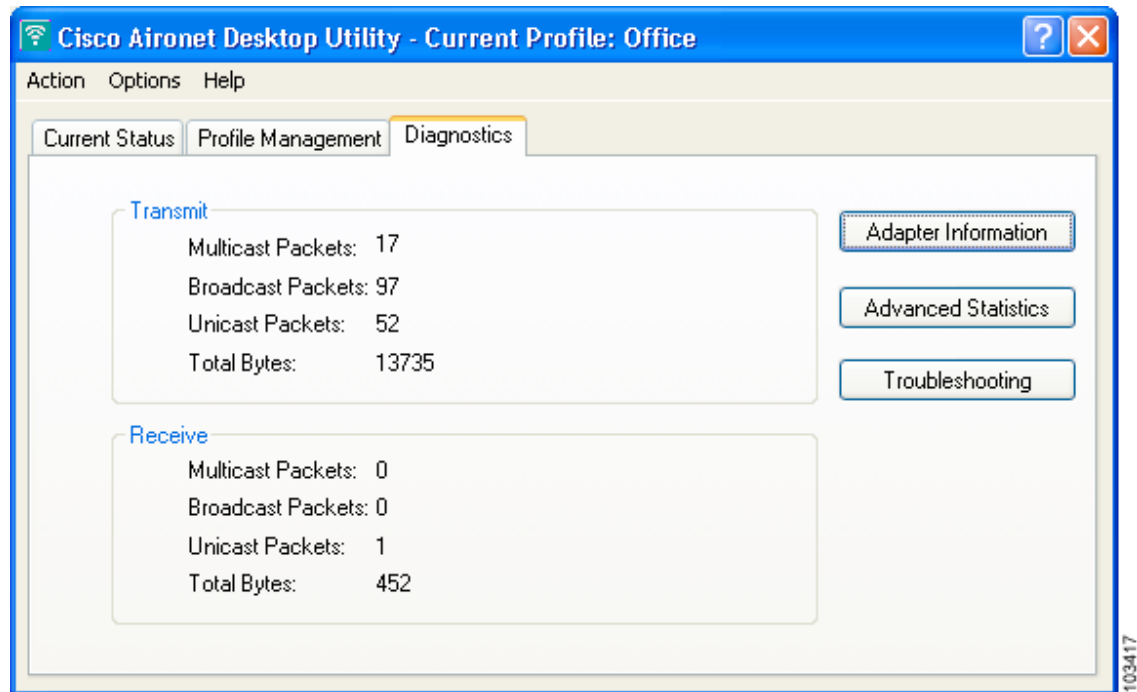 Cisco Aironet Desktop Utility - Current Profile: Office
Action Options Help
Current Status Profile Management Diagnostics
Transmit
Multicast Packets: 17
Broadcast Packets: 97
Unicast Packets: 52
Total Bytes: 13735
Adapter Information
Advanced Statistics
Troubleshooting
Receive
Multicast Packets: 0
Broadcast Packets: 0
Unicast Packets: 1
Total Bytes: 452
103417